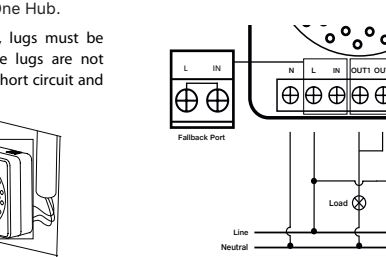 One Hub.
, lugs must be
e lugs are not
hort circuit and
L IN
Fallback Port
N L IN OUT1 OU
Load
Line
Neutral